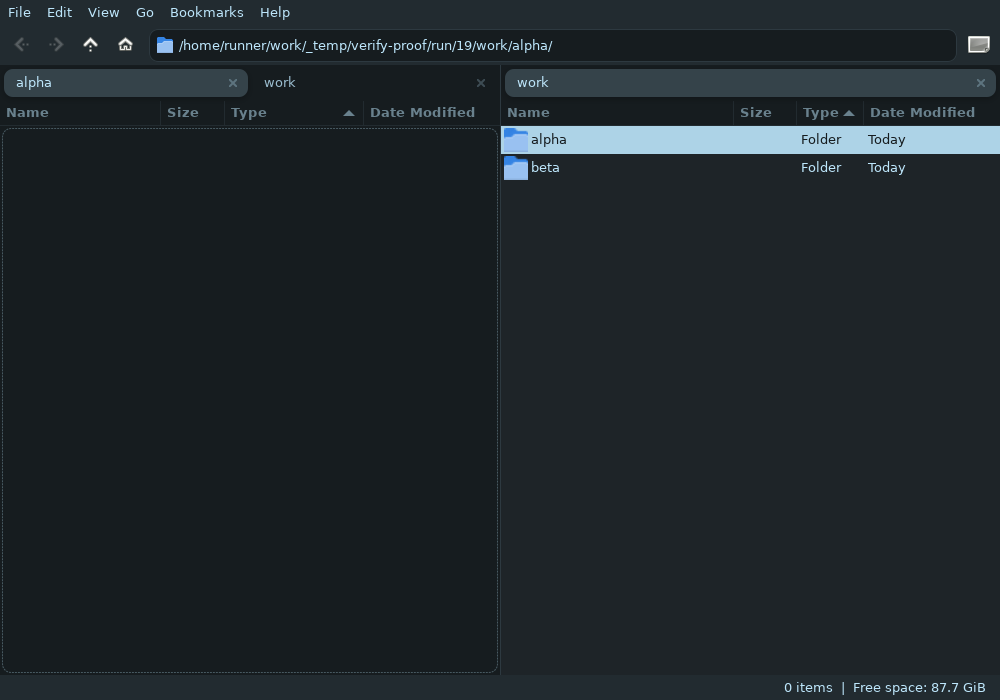 File Edit View Go Bookmarks Help
/home/runner/work/_temp/verify-proof/run/19/work/alpha/
alpha work work
Name Size Type Date Modified Name Size Type Date Modified
alpha Folder Today
beta Folder Today
0 items | Free space: 87.7 GiB